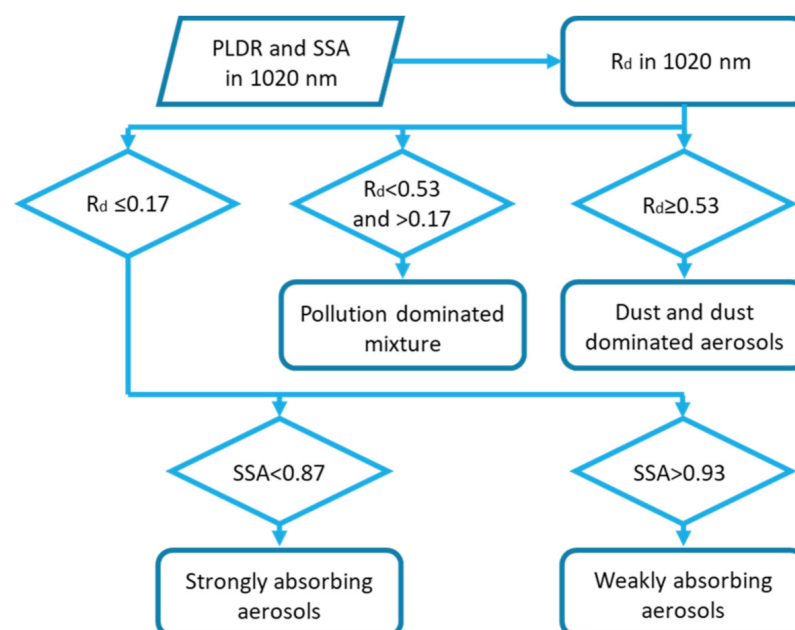 PLDR and SSA
in 1020 nm
Rd in 1020 nm
Rd ≤0.17
Rd<0.53
and >0.17
Rd≥0.53
Pollution dominated
mixture
Dust and dust
dominated aerosols
SSA<0.87
SSA>0.93
Strongly absorbing
aerosols
Weakly absorbing
aerosols